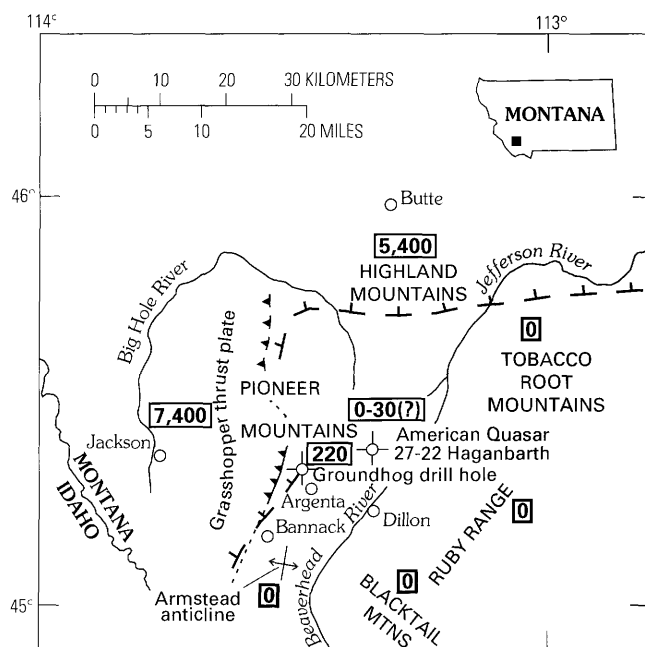 114°
113°
0 10 20 30 KILOMETERS
0 5 10 20 MILES
MONTANA
46°
Butte
5,400
HIGHLAND
MOUNTAINS
Jefferson River
Big Hole River
0
TOBACCO
ROOT
MOUNTAINS
Grasshopper thrust plate
PIONEER
MOUNTAINS
7,400
0-30(?)
Jackson
American Quasar
27-22 Haganbarth
220
Groundhog drill hole
MONTANA
IDAHO
Argenta
Bannack
Dillon
0
RUBY RANGE
Beaverhead River
0
BLACKTAIL
MTNS
Armstead
anticline
0
45°